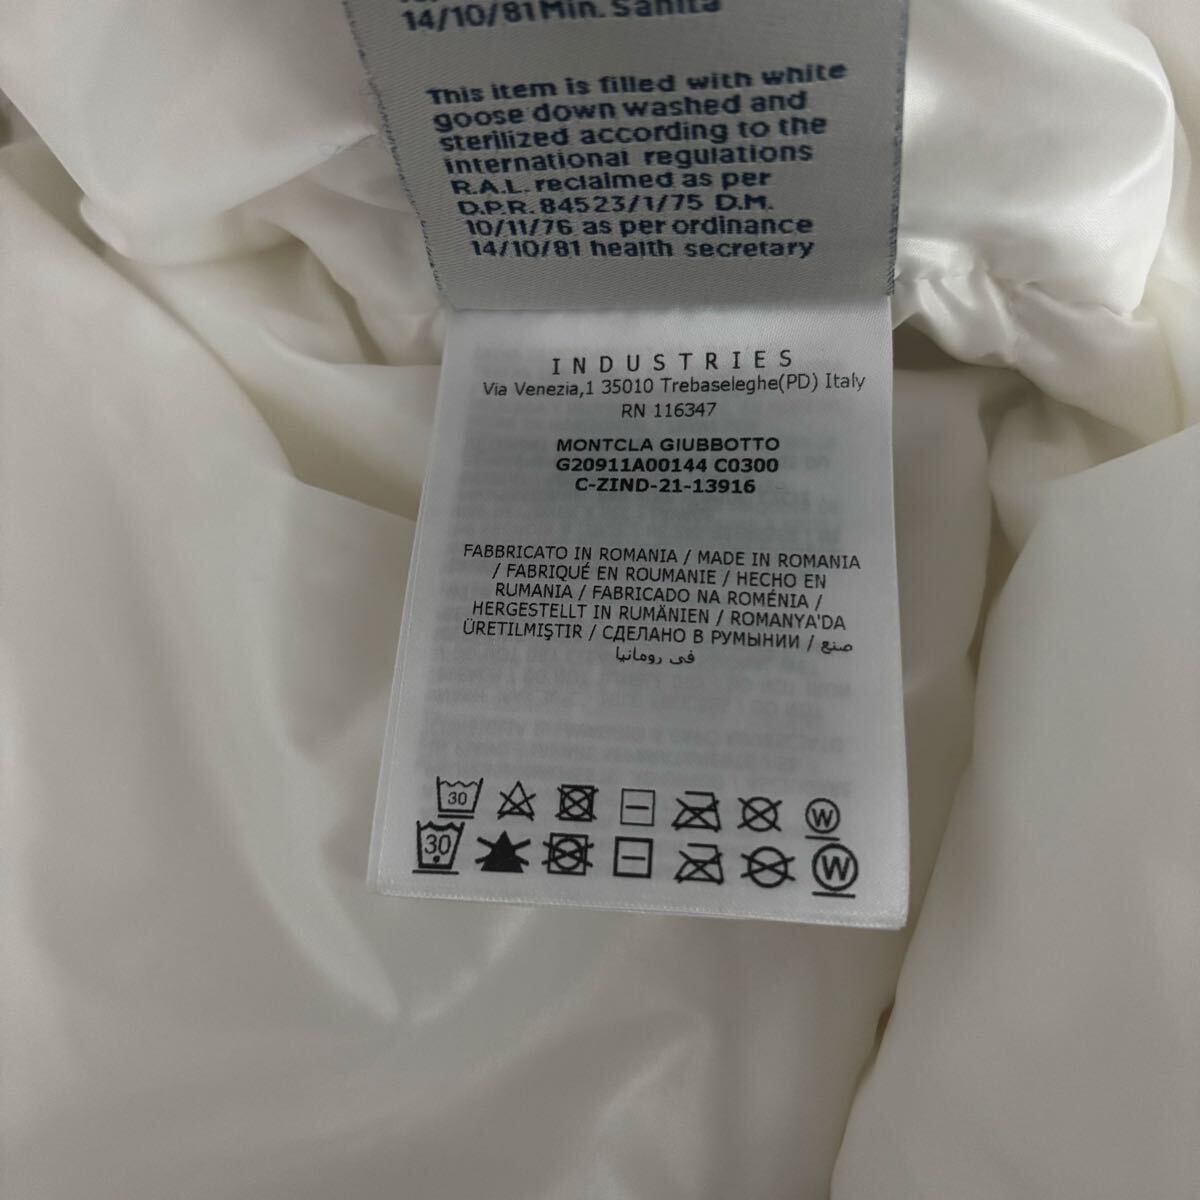 14/10/81 Min. Sanità
This item is filled with white
goose down washed and
sterilized according to the
international regulations
R.A.L. reclaimed as per
D.P.R. 84523/1/75 D.M.
10/11/76 as per ordinance
14/10/81 health secretary
INDUSTRIES
Via Venezia,1 35010 Trebaseleghe(PD) Italy
RN 116347
MONTCLA GIUBBOTTO
G20911A00144 C0300
C-ZIND-21-13916
FABBRICATO IN ROMANIA / MADE IN ROMANIA
/ FABRIQUÉ EN ROUMANIE / HECHO EN
RUMANIA / FABRICADO NA ROMÉNIA /
HERGESTELLT IN RUMÄNIEN / ROMANYA'DA
ÜRETILMIŞTIR / СДЕЛАНО В РУМЫНИИ / صنع
في رومانيا
30 W
30 W